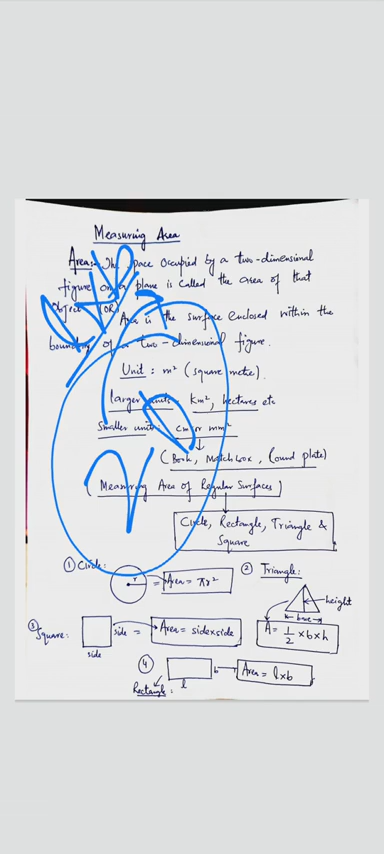 Measuring Area
Area: The space occupied by a two-dimensional
figure on a plane is called the area of that
object (OR)
Area is the surface enclosed within the
boundary of a two-dimensional figure.
Unit : m² (square metre).
larger units: km², hectares etc
Smaller unit: cm or mm²
(Book, Matchbox, round plate)
(Measuring Area of Regular Surfaces)
Circle, Rectangle, Triangle &
Square
① Circle: r Area = πr²
② Triangle:
height
base
A = 1/2 × b × h
③ Square: side = Area = side×side
side
④ b Area = l×b
Rectangle: l
2D